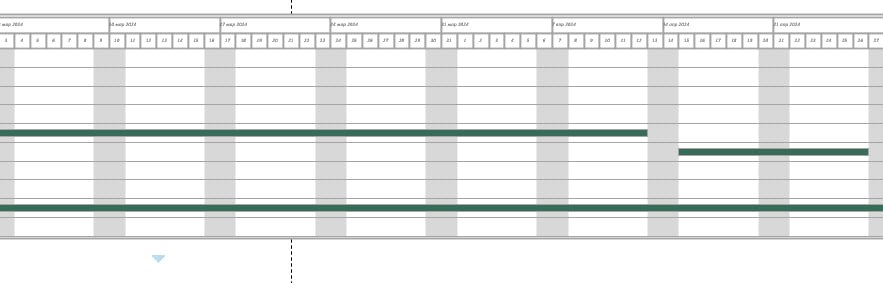 мар 2024 10 мар 2024 17 мар 2024 24 мар 2024 31 мар 2024 7 апр 2024 14 апр 2024 21 апр 2024
3 4 5 6 7 8 9 10 11 12 13 14 15 16 17 18 19 20 21 22 23 24 25 26 27 28 29 30 31 1 2 3 4 5 6 7 8 9 10 11 12 13 14 15 16 17 18 19 20 21 22 23 24 25 26 27